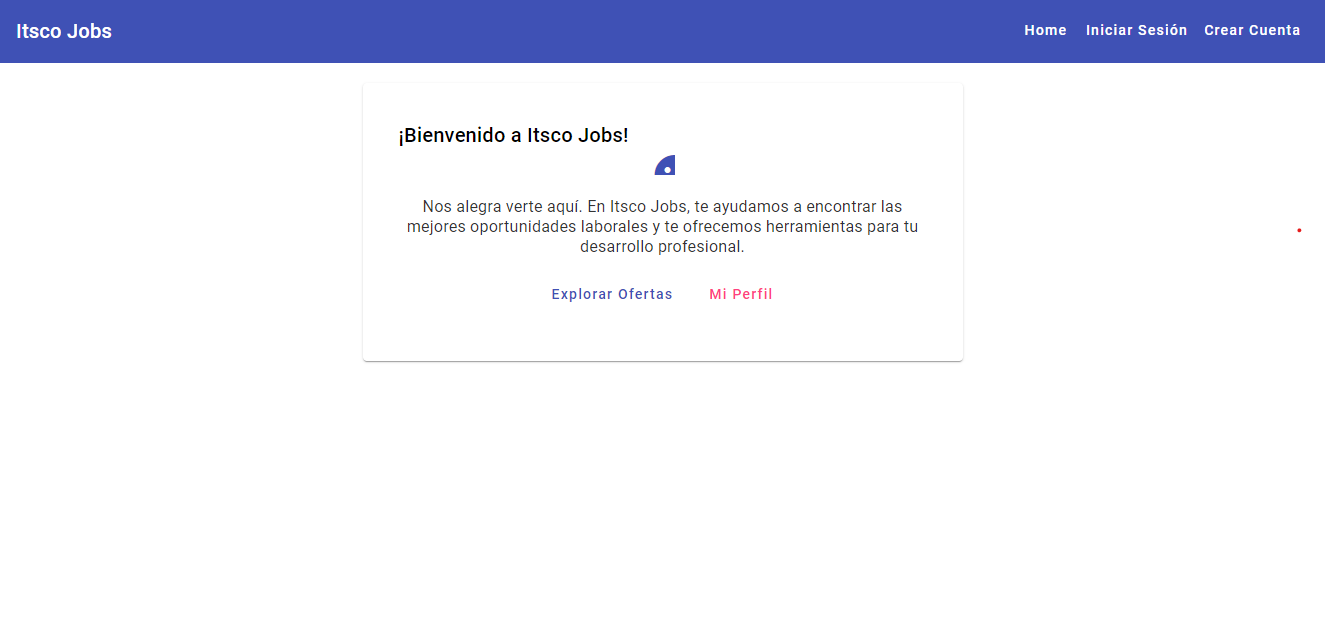 Itsco Jobs
Home Iniciar Sesión Crear Cuenta
¡Bienvenido a Itsco Jobs!
Nos alegra verte aquí. En Itsco Jobs, te ayudamos a encontrar las
mejores oportunidades laborales y te ofrecemos herramientas para tu
desarrollo profesional.
Explorar Ofertas Mi Perfil